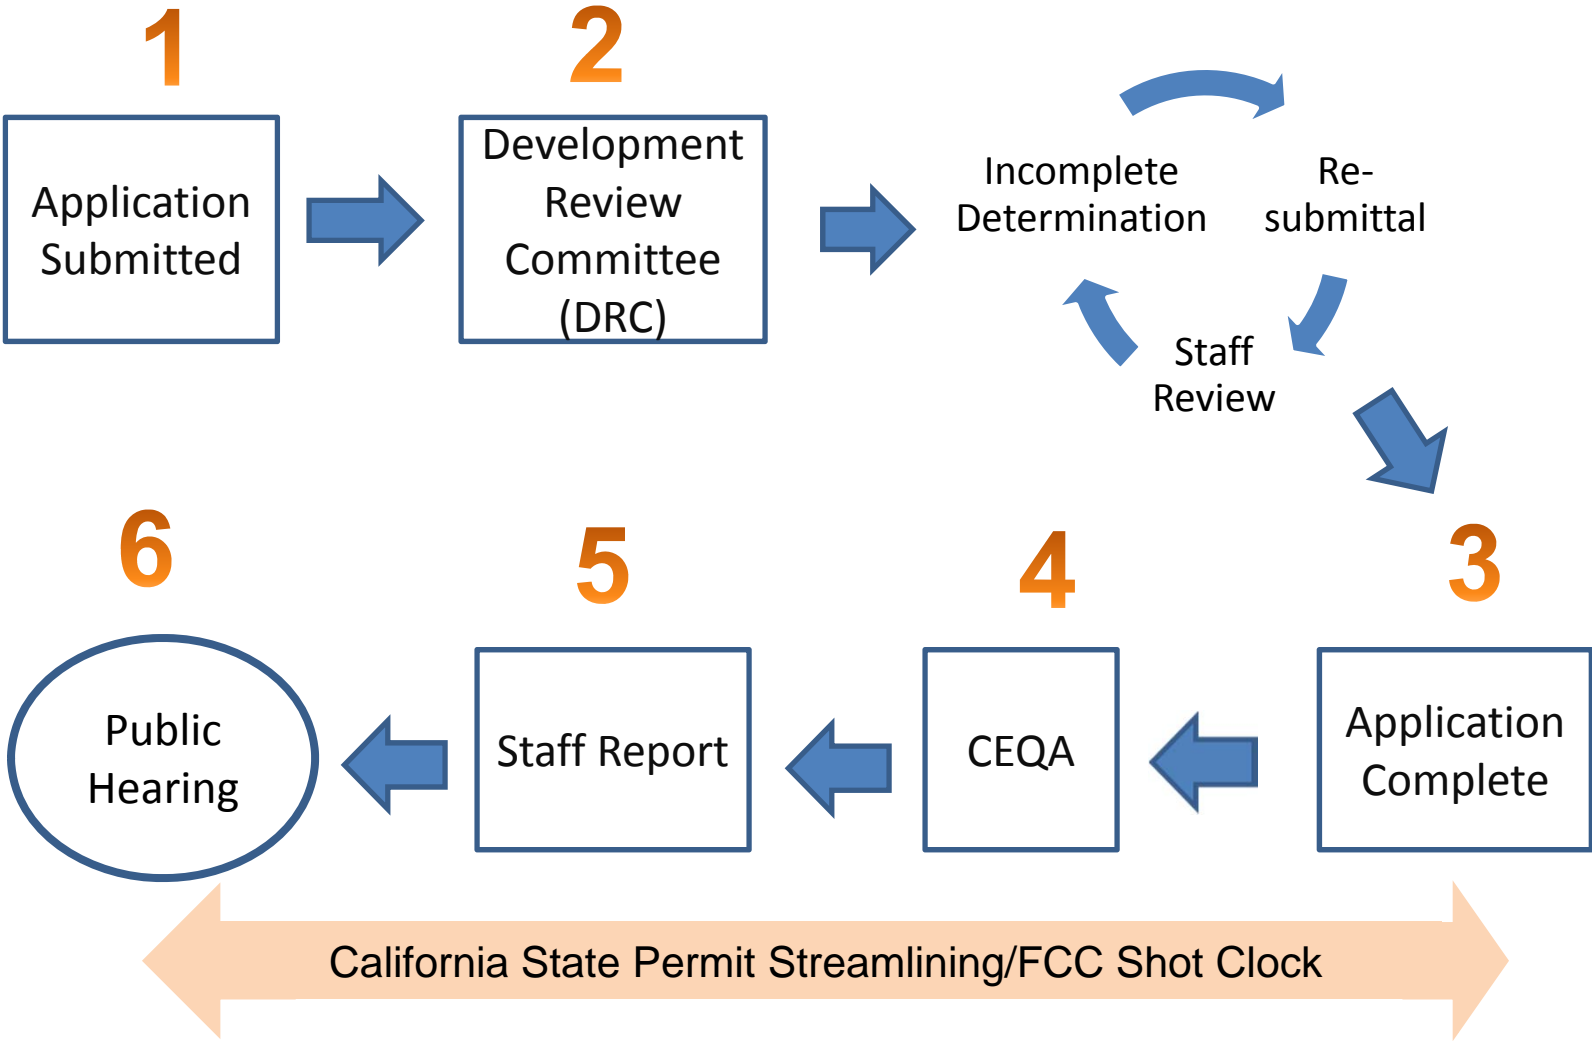 1
Application
Submitted
2
Development
Review
Committee
(DRC)
Incomplete
Determination
Re-
submittal
Staff
Review
3
Application
Complete
4
CEQA
5
Staff Report
6
Public
Hearing
California State Permit Streamlining/FCC Shot Clock